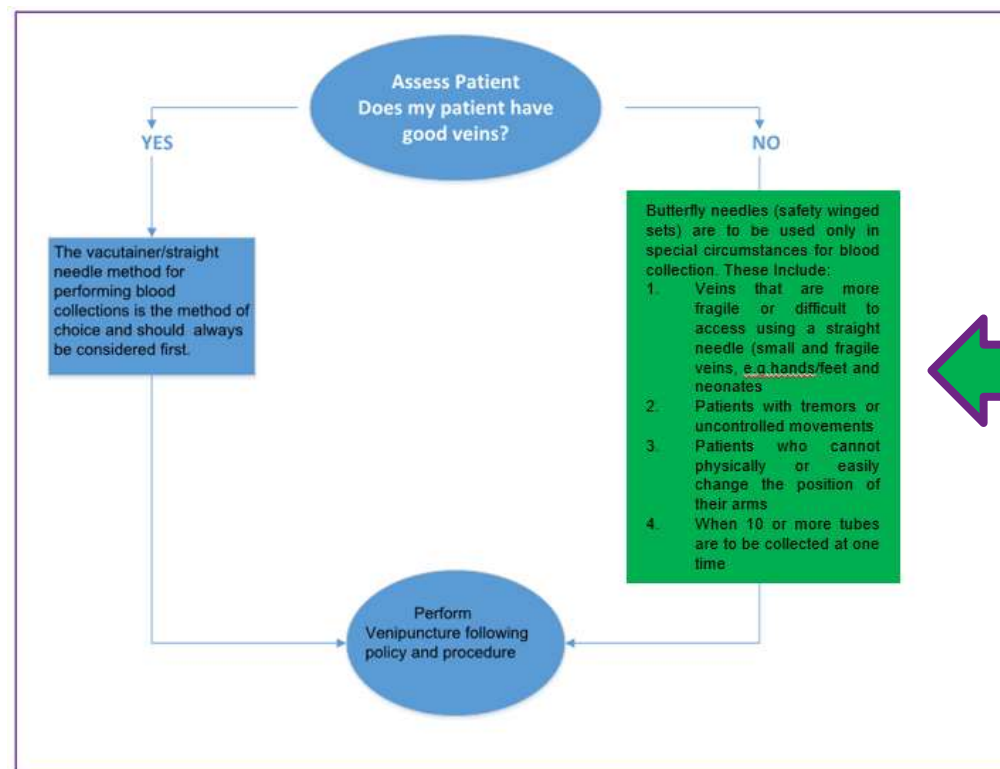 Assess Patient
Does my patient have
good veins?
YES
NO
The vacutainer/straight
needle method for
performing blood
collections is the method of
choice and should always
be considered first.
Butterfly needles (safety winged
sets) are to be used only in
special circumstances for blood
collection. These Include:
1. Veins that are more
fragile or difficult to
access using a straight
needle (small and fragile
veins, e.g.hands/feet and
neonates
2. Patients with tremors or
uncontrolled movements
3. Patients who cannot
physically or easily
change the position of
their arms
4. When 10 or more tubes
are to be collected at one
time
Perform
Venipuncture following
policy and procedure